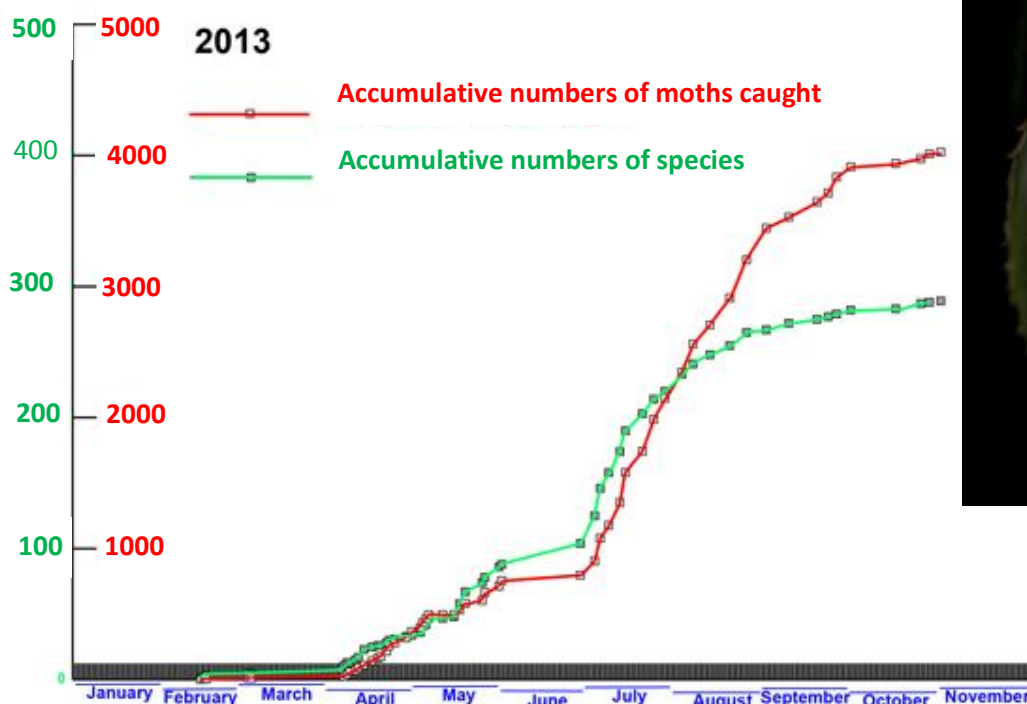 500 5000
2013
Accumulative numbers of moths caught
400 4000
Accumulative numbers of species
300 3000
200 2000
100 1000
0
January February March April May June July August September October November